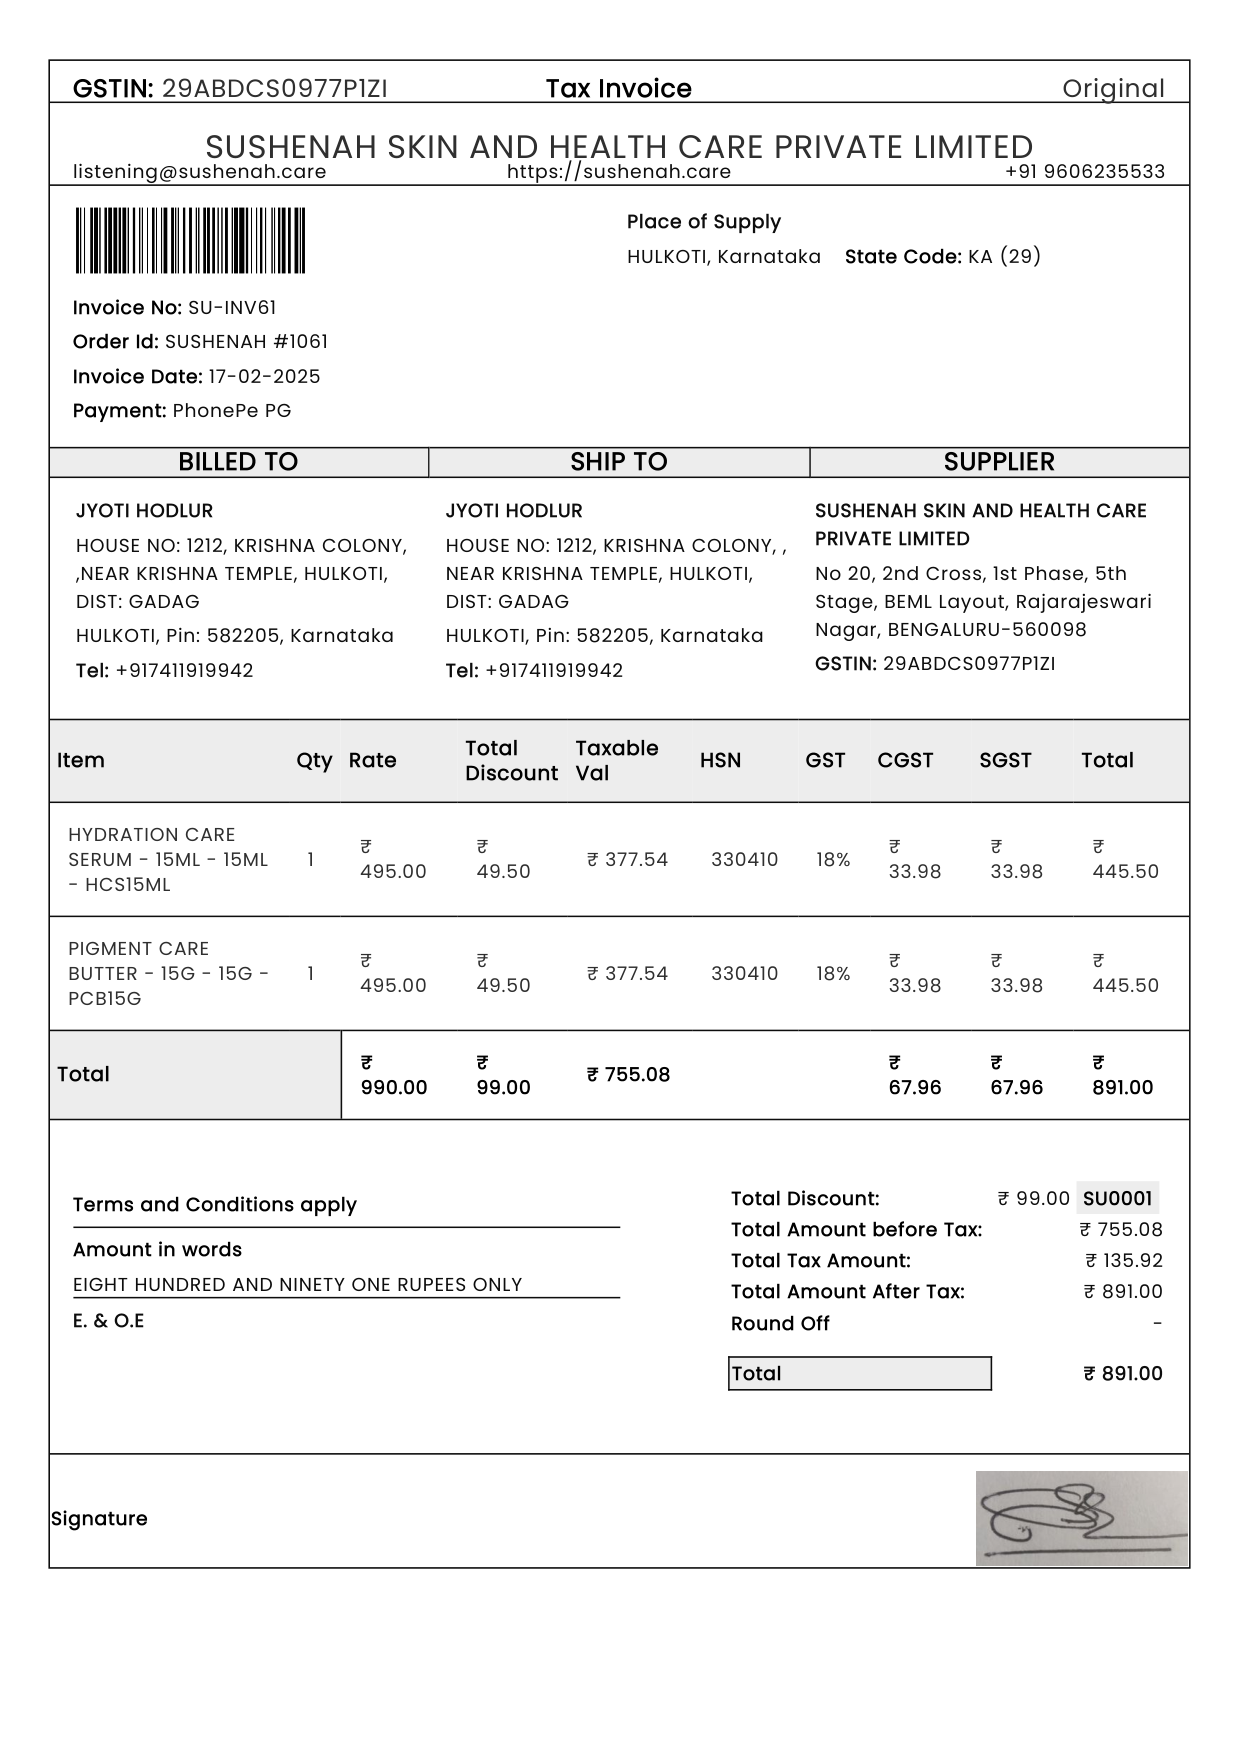 GSTIN: 29ABDCS0977P1ZI Tax Invoice Original
SUSHENAH SKIN AND HEALTH CARE PRIVATE LIMITED
listening@sushenah.care https://sushenah.care +91 9606235533
Place of Supply
HULKOTI, Karnataka State Code: KA (29)
Invoice No: SU-INV61
Order Id: SUSHENAH #1061
Invoice Date: 17-02-2025
Payment: PhonePe PG
BILLED TO SHIP TO SUPPLIER
JYOTI HODLUR
HOUSE NO: 1212, KRISHNA COLONY,
,NEAR KRISHNA TEMPLE, HULKOTI,
DIST: GADAG
HULKOTI, Pin: 582205, Karnataka
Tel: +917411919942
JYOTI HODLUR
HOUSE NO: 1212, KRISHNA COLONY, ,
NEAR KRISHNA TEMPLE, HULKOTI,
DIST: GADAG
HULKOTI, Pin: 582205, Karnataka
Tel: +917411919942
SUSHENAH SKIN AND HEALTH CARE
PRIVATE LIMITED
No 20, 2nd Cross, 1st Phase, 5th
Stage, BEML Layout, Rajarajeswari
Nagar, BENGALURU-560098
GSTIN: 29ABDCS0977P1ZI
Item Qty Rate Total Discount Taxable Val HSN GST CGST SGST Total
HYDRATION CARE
SERUM - 15ML - 15ML
- HCS15ML
1 ₹ 495.00 ₹ 49.50 ₹ 377.54 330410 18% ₹ 33.98 ₹ 33.98 ₹ 445.50
PIGMENT CARE
BUTTER - 15G - 15G -
PCB15G
1 ₹ 495.00 ₹ 49.50 ₹ 377.54 330410 18% ₹ 33.98 ₹ 33.98 ₹ 445.50
Total ₹ 990.00 ₹ 99.00 ₹ 755.08 ₹ 67.96 ₹ 67.96 ₹ 891.00
Terms and Conditions apply
Amount in words
EIGHT HUNDRED AND NINETY ONE RUPEES ONLY
E. & O.E
Total Discount: ₹ 99.00 SU0001
Total Amount before Tax: ₹ 755.08
Total Tax Amount: ₹ 135.92
Total Amount After Tax: ₹ 891.00
Round Off -
Total ₹ 891.00
Signature